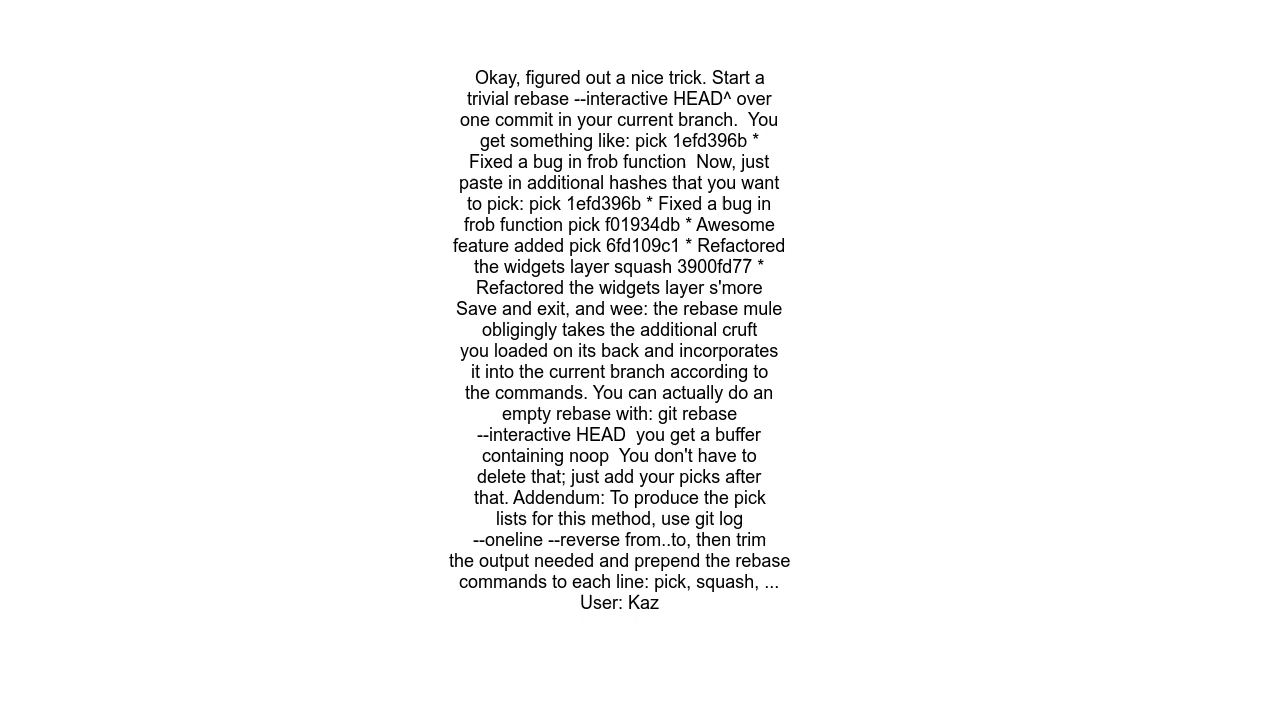 Okay, figured out a nice trick. Start a
trivial rebase --interactive HEAD^ over
one commit in your current branch.  You
get something like: pick 1efd396b *
Fixed a bug in frob function  Now, just
paste in additional hashes that you want
to pick: pick 1efd396b * Fixed a bug in
frob function pick f01934db * Awesome
feature added pick 6fd109c1 * Refactored
the widgets layer squash 3900fd77 *
Refactored the widgets layer s'more
Save and exit, and wee: the rebase mule
obligingly takes the additional cruft
you loaded on its back and incorporates
it into the current branch according to
the commands. You can actually do an
empty rebase with: git rebase
--interactive HEAD  you get a buffer
containing noop  You don't have to
delete that; just add your picks after
that. Addendum: To produce the pick
lists for this method, use git log
--oneline --reverse from..to, then trim
the output needed and prepend the rebase
commands to each line: pick, squash, ...
User: Kaz